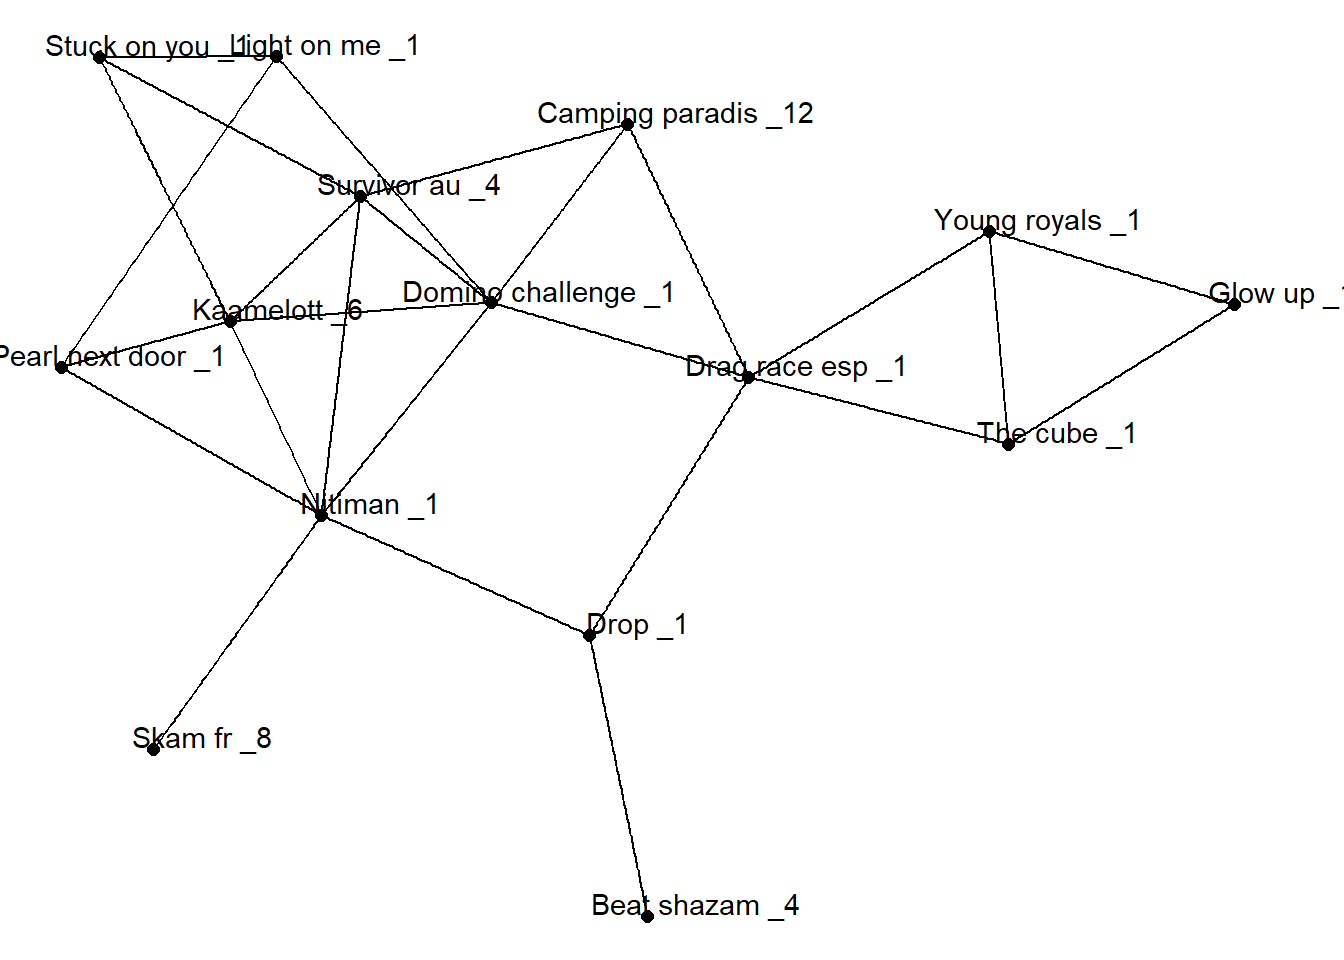 Stuck on you _1
Light on me _1
Camping paradis _12
Survivor au _4
Young royals _1
Domino challenge _1
Glow up _1
Kaamelott _6
Pearl next door _1
Drag race esp _1
The cube _1
Nitiman _1
Drop _1
Skam fr _8
Beat shazam _4